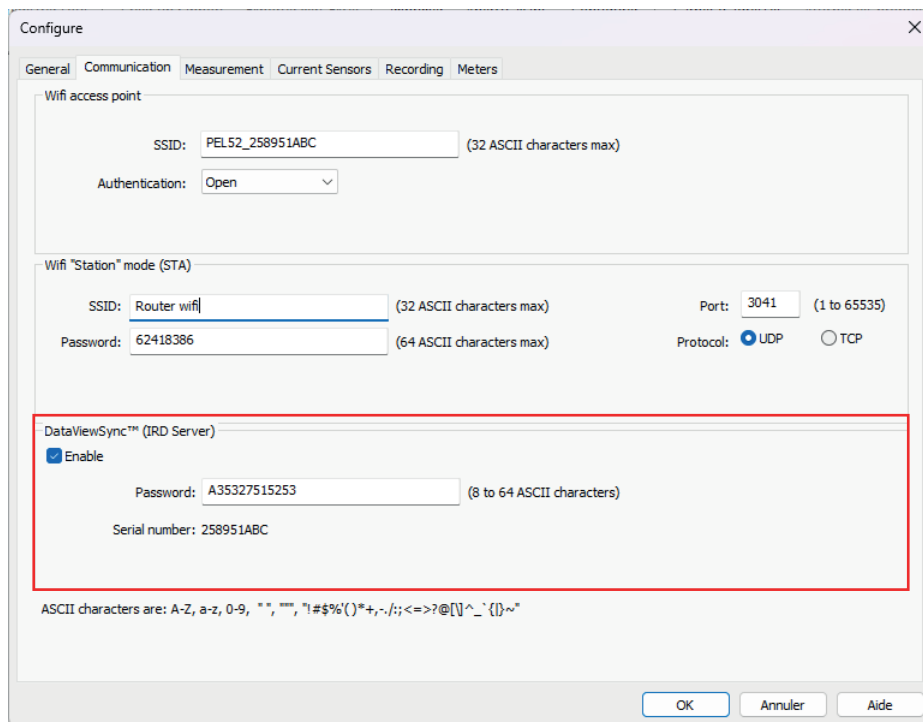 Configure
General Communication Measurement Current Sensors Recording Meters
Wifi access point
SSID: PEL52_258951ABC (32 ASCII characters max)
Authentication: Open
Wifi "Station" mode (STA)
SSID: Router wifi (32 ASCII characters max) Port: 3041 (1 to 65535)
Password: 62418386 (64 ASCII characters max) Protocol: UDP TCP
DataViewSync™ (IRD Server)
Enable
Password: A35327515253 (8 to 64 ASCII characters)
Serial number: 258951ABC
ASCII characters are: A-Z, a-z, 0-9, " ", """, "!#$%'()*+,-./:;<=>?@[\]^_`{|}~"
OK Annuler Aide